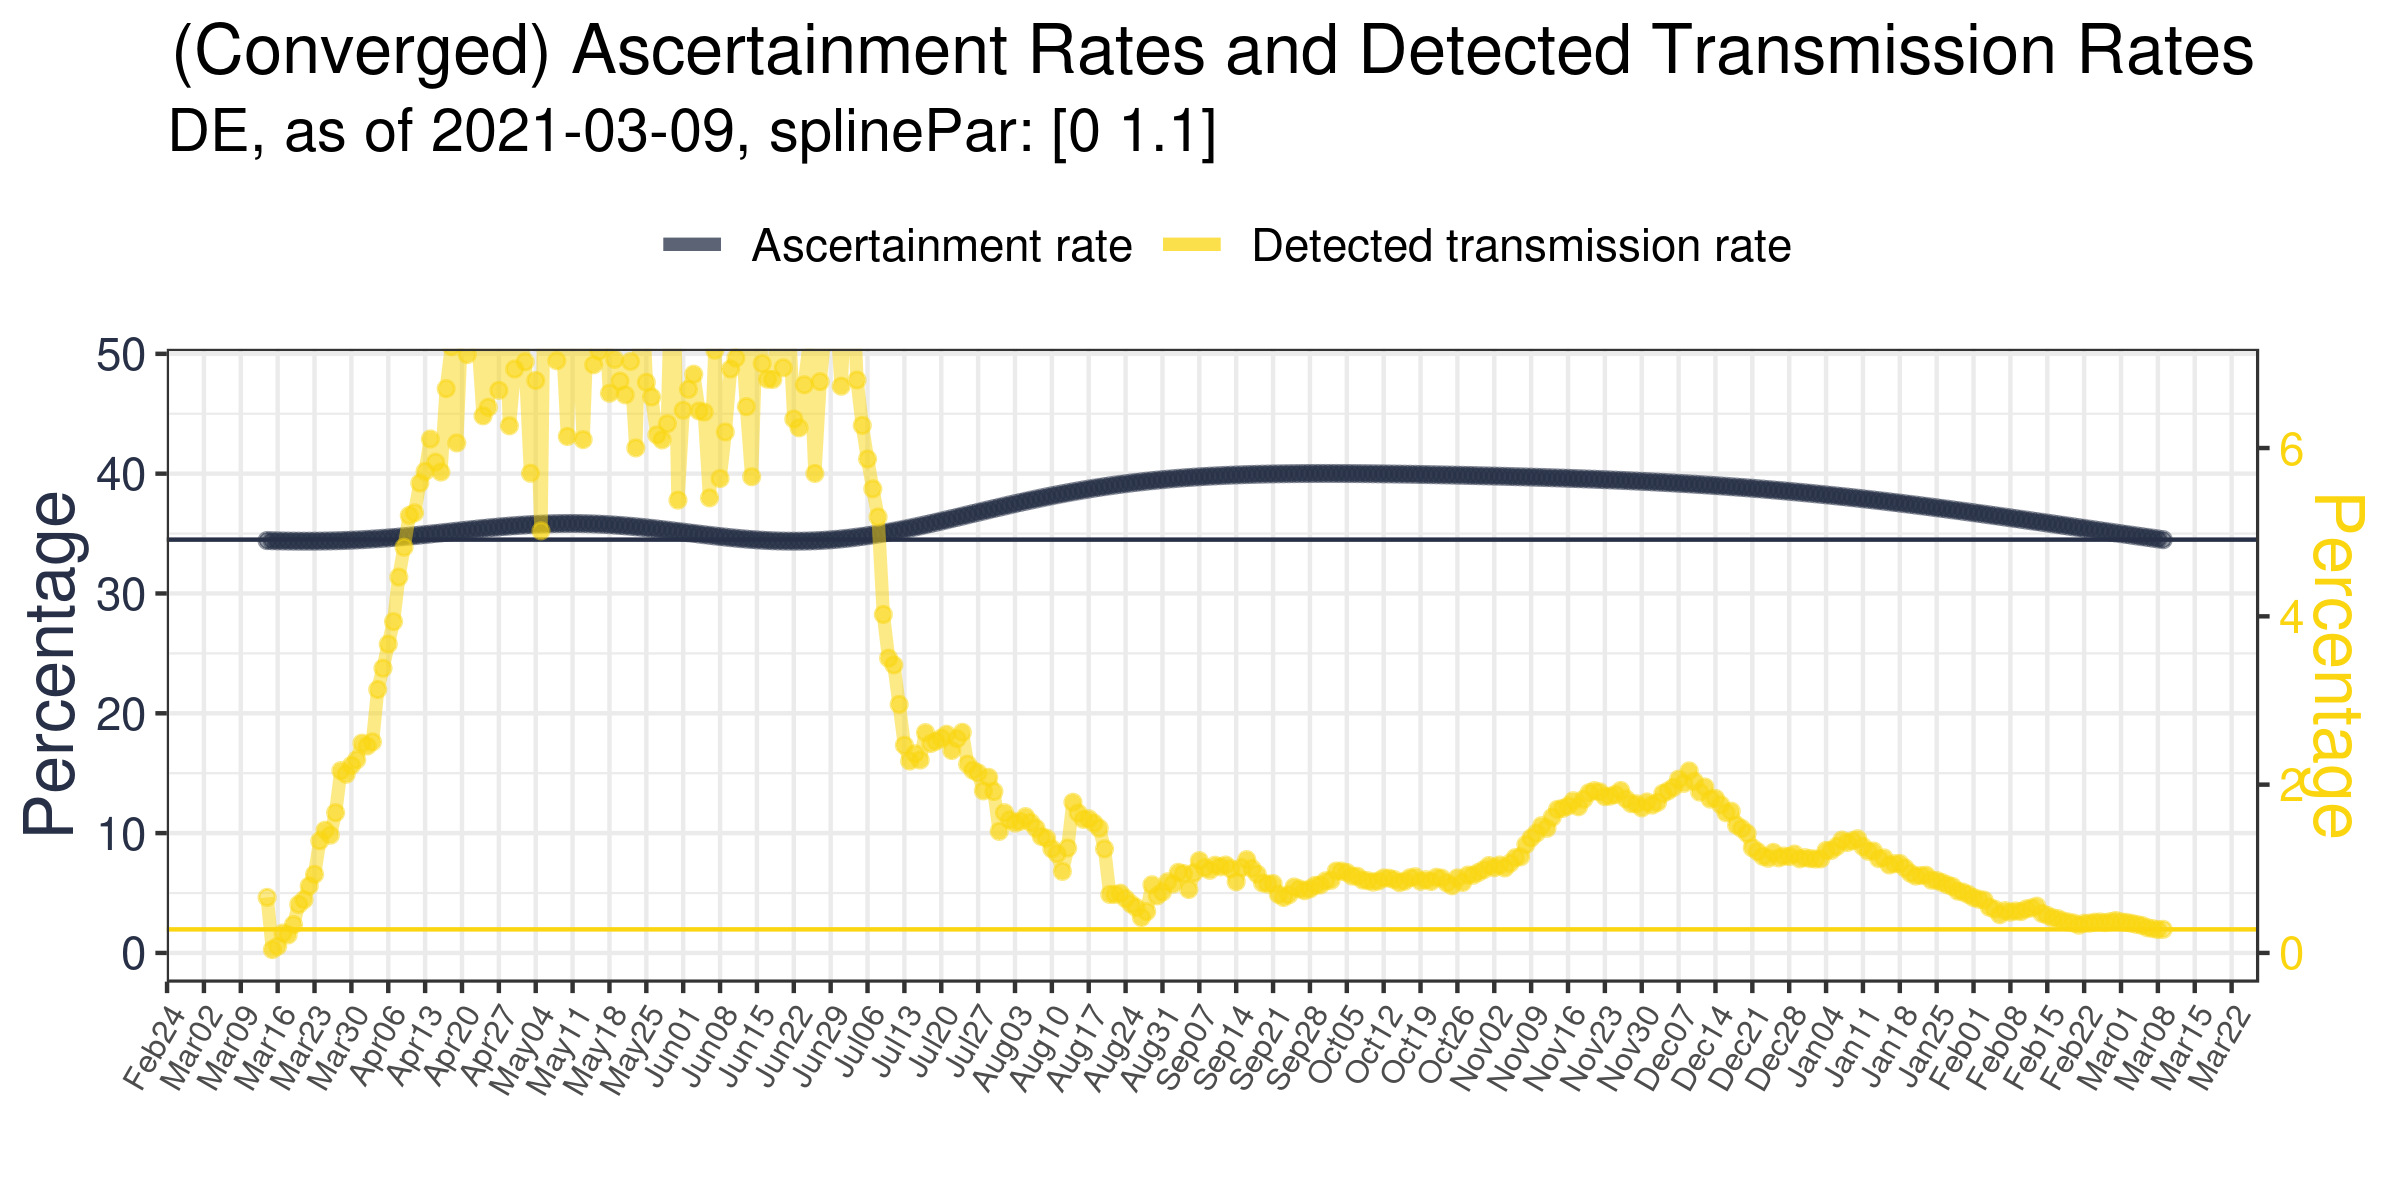 (Converged) Ascertainment Rates and Detected Transmission Rates
DE, as of 2021-03-09, splinePar: [0 1.1]
Ascertainment rate
Detected transmission rate
Percentage
50
40
30
20
10
0
6
4
2
0
Percentage
Feb24
Mar02
Mar09
Mar16
Mar23
Mar30
Apr06
Apr13
Apr20
Apr27
May04
May11
May18
May25
Jun01
Jun08
Jun15
Jun22
Jun29
Jul06
Jul13
Jul20
Jul27
Aug03
Aug10
Aug17
Aug24
Aug31
Sep07
Sep14
Sep21
Sep28
Oct05
Oct12
Oct19
Oct26
Nov02
Nov09
Nov16
Nov23
Nov30
Dec07
Dec14
Dec21
Dec28
Jan04
Jan11
Jan18
Jan25
Feb01
Feb08
Feb15
Feb22
Mar01
Mar08
Mar15
Mar22